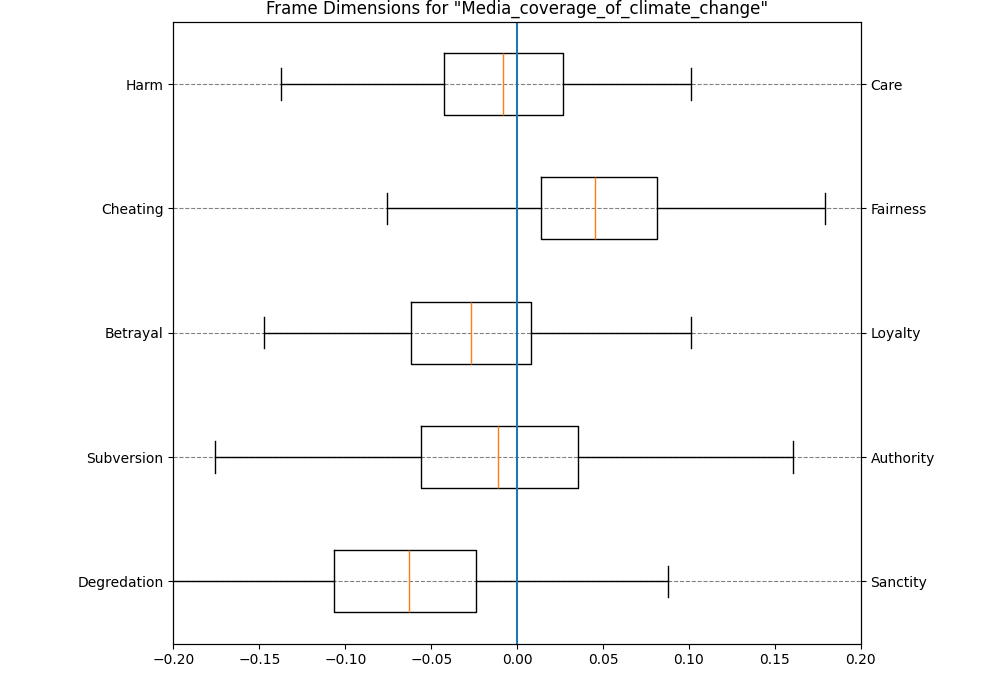 Frame Dimensions for "Media_coverage_of_climate_change"
Harm Care
Cheating Fairness
Betrayal Loyalty
Subversion Authority
Degredation Sanctity
−0.20 −0.15 −0.10 −0.05 0.00 0.05 0.10 0.15 0.20